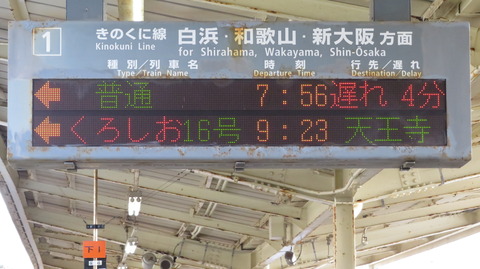 1 きのくに線 白浜・和歌山・新大阪 方面
Kinokuni Line for Shirahama, Wakayama, Shin-Osaka
種別/列車名 時刻 行先/遅れ
Type/Train Name Departure Time Destination/Delay
← 普通 7:56 遅れ 4分
← くろしお16号 9:23 天王寺
下1